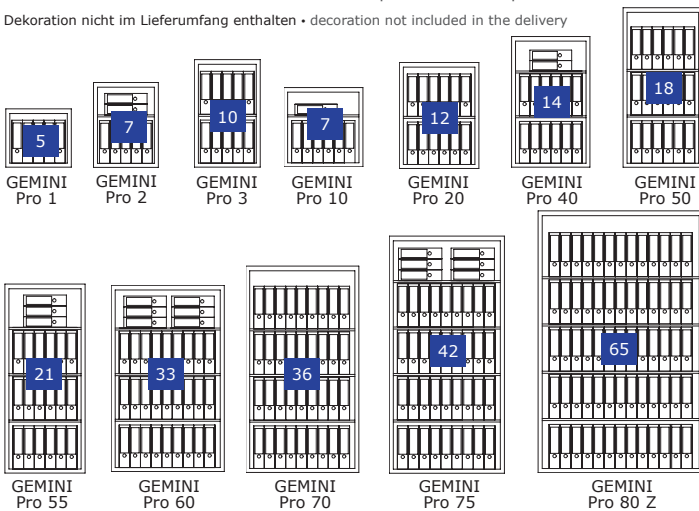 Dekoration nicht im Lieferumfang enthalten • decoration not included in the delivery
5
7
10
7
12
14
18
GEMINI
Pro 1
GEMINI
Pro 2
GEMINI
Pro 3
GEMINI
Pro 10
GEMINI
Pro 20
GEMINI
Pro 40
GEMINI
Pro 50
21
33
36
42
65
GEMINI
Pro 55
GEMINI
Pro 60
GEMINI
Pro 70
GEMINI
Pro 75
GEMINI
Pro 80 Z